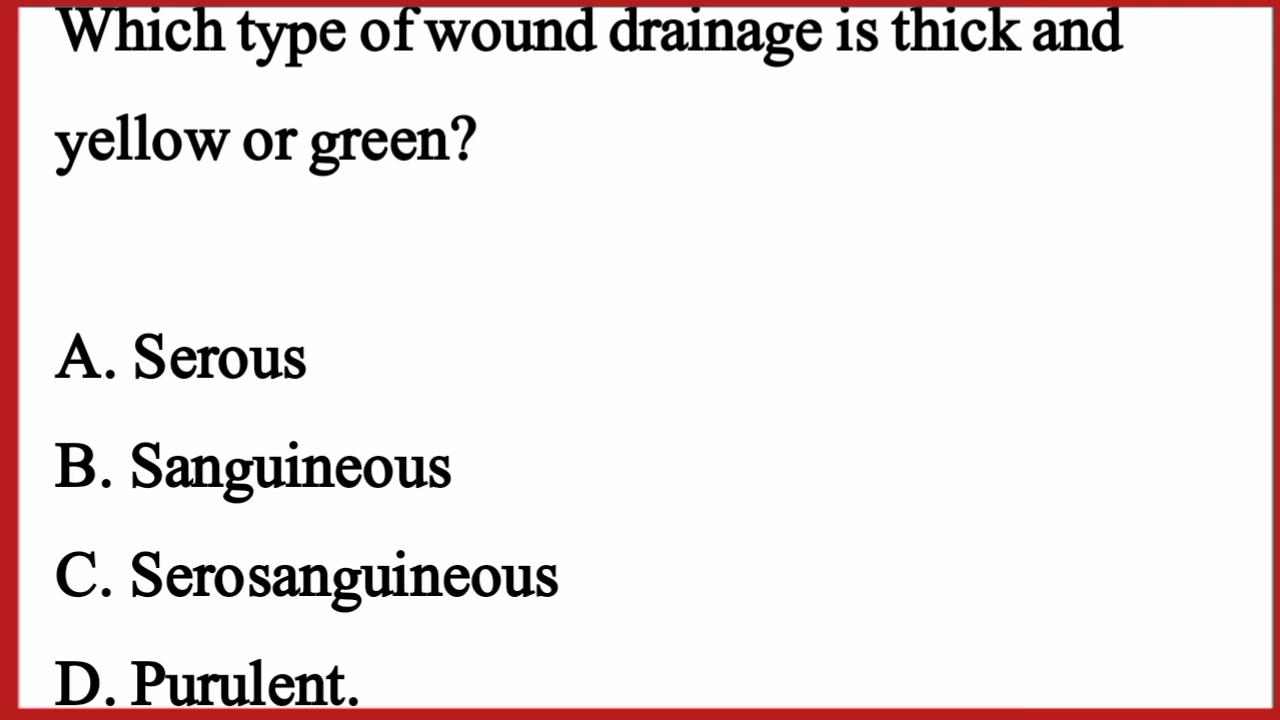 Which type of wound drainage is thick and
yellow or green?
A. Serous
B. Sanguineous
C. Serosanguineous
D. Purulent.